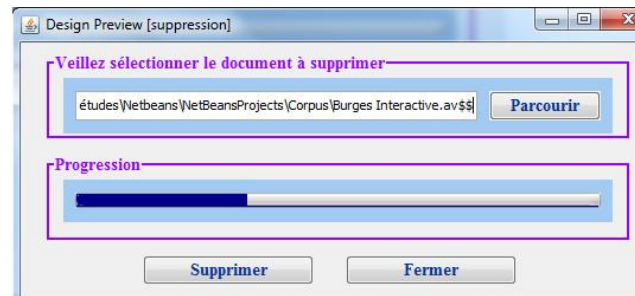 Design Preview [suppression]
Veillez sélectionner le document à supprimer
études\Netbeans\NetBeansProjects\Corpus\Burges Interactive.av$$
Parcourir
Progression
Supprimer
Fermer